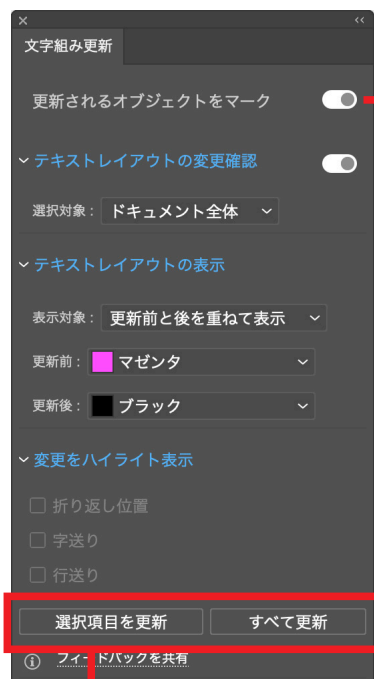 文字組み更新
更新されるオブジェクトをマーク
テキストレイアウトの変更確認
選択対象： ドキュメント全体
テキストレイアウトの表示
表示対象： 更新前と後を重ねて表示
更新前： マゼンタ
更新後： ブラック
変更をハイライト表示
折り返し位置
字送り
行送り
選択項目を更新 すべて更新
フィードバックを共有